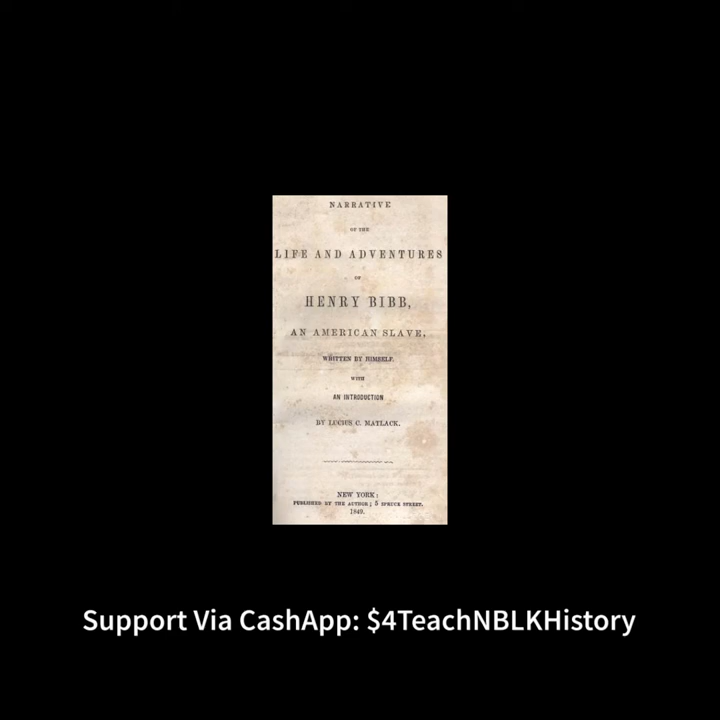 NARRATIVE
OF THE
LIFE AND ADVENTURES
OF
HENRY BIBB,
AN AMERICAN SLAVE,
WRITTEN BY HIMSELF.
WITH
AN INTRODUCTION
BY LUCIUS C. MATLACK.
NEW YORK:
PUBLISHED BY THE AUTHOR; 5 SPRUCE STREET.
1849.
Support Via CashApp: $4TeachNBLKHistory